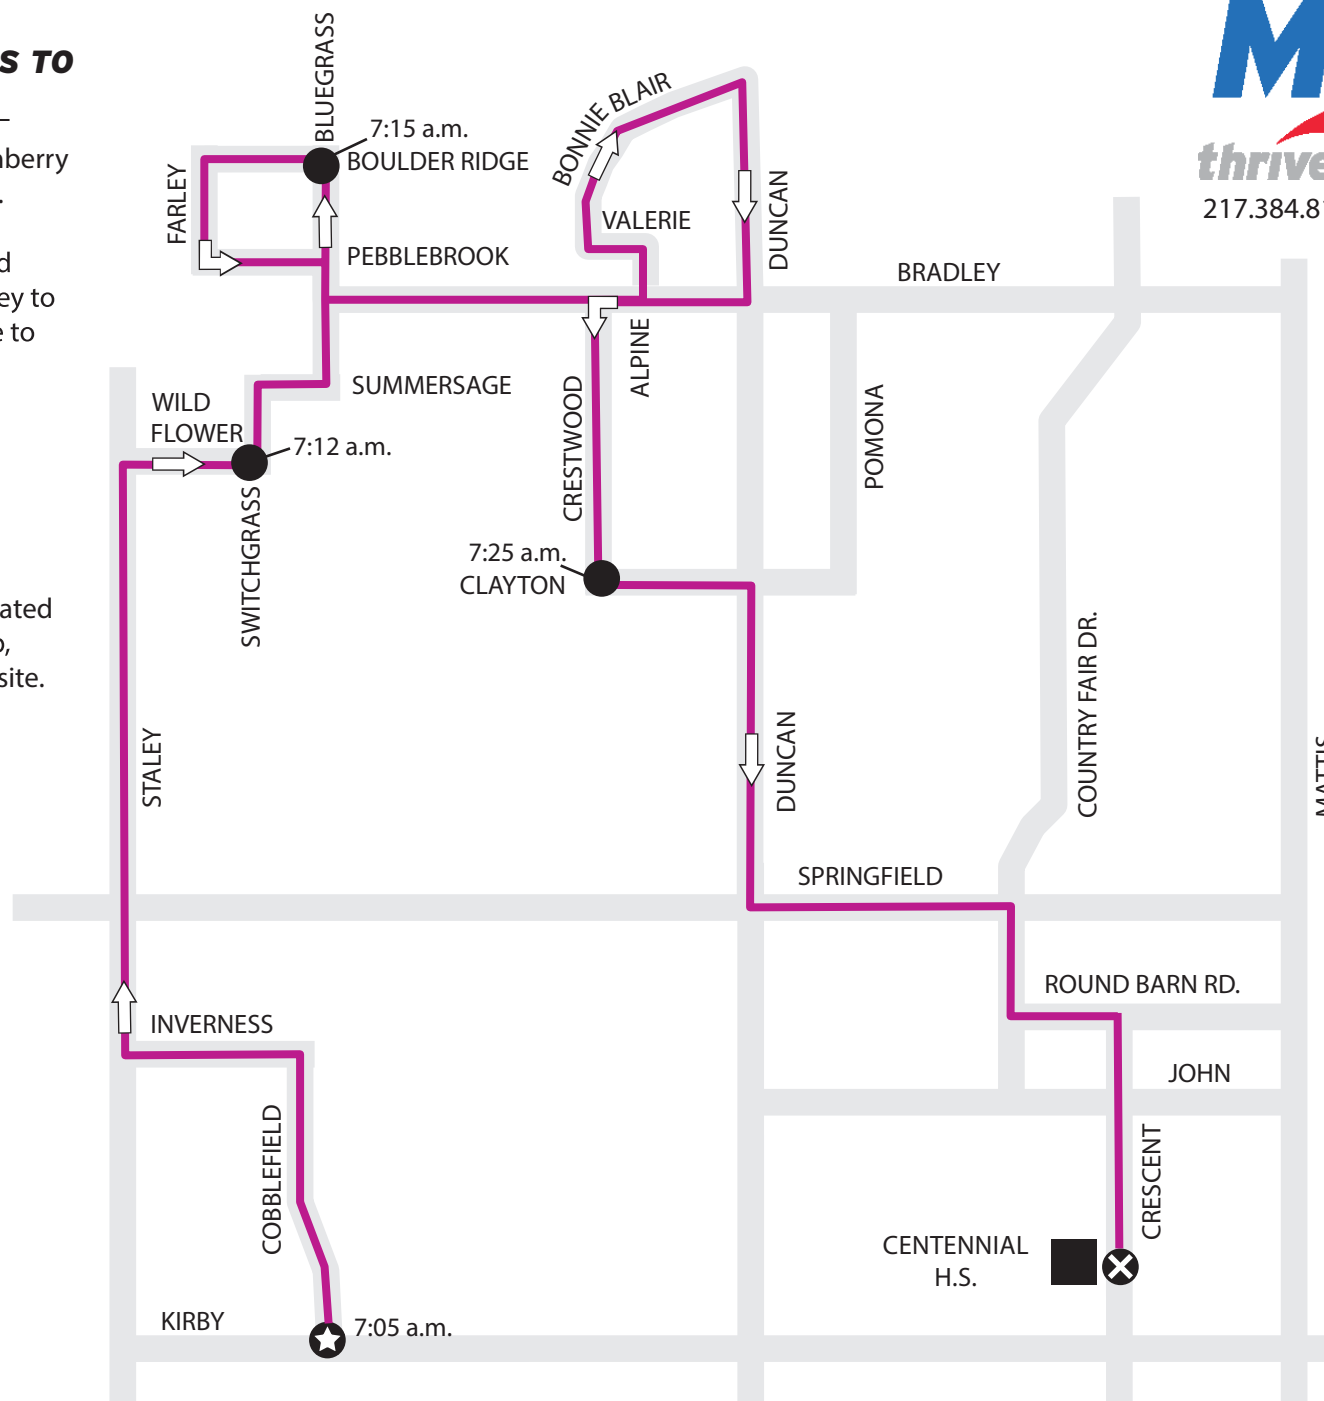 S TO
berry
.
d
ey to
e to
ated
,
site.
M
thrive
217.384.81
BLUEGRASS
7:15 a.m.
BOULDER RIDGE
FARLEY
PEBBLEBROOK
BONNIE BLAIR
VALERIE
DUNCAN
BRADLEY
ALPINE
SUMMERSAGE
WILD
FLOWER
7:12 a.m.
SWITCHGRASS
CRESTWOOD
POMONA
7:25 a.m.
CLAYTON
COUNTRY FAIR DR.
STALEY
DUNCAN
MATTIS
SPRINGFIELD
ROUND BARN RD.
INVERNESS
JOHN
COBBLEFIELD
CRESCENT
CENTENNIAL
H.S.
KIRBY
7:05 a.m.